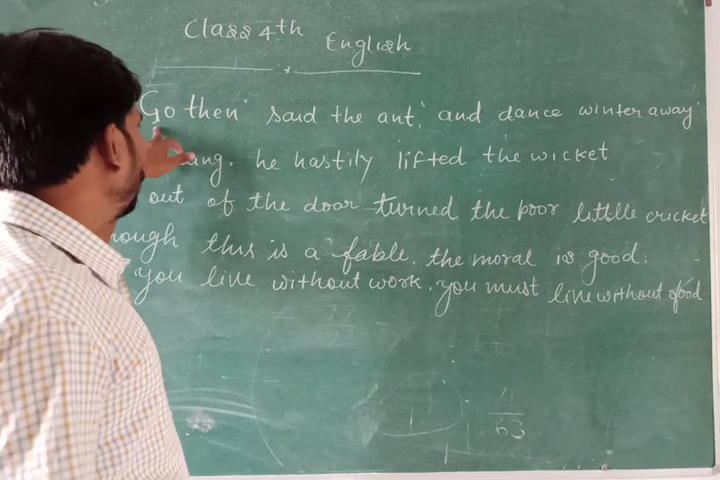 Class 4th English
Go then" said the ant, and dance winter away"
he hastily lifted the wicket
out of the door turned the poor littlle cricket
this is a fable. the moral is good.
You live without work. you must live without food
11
63